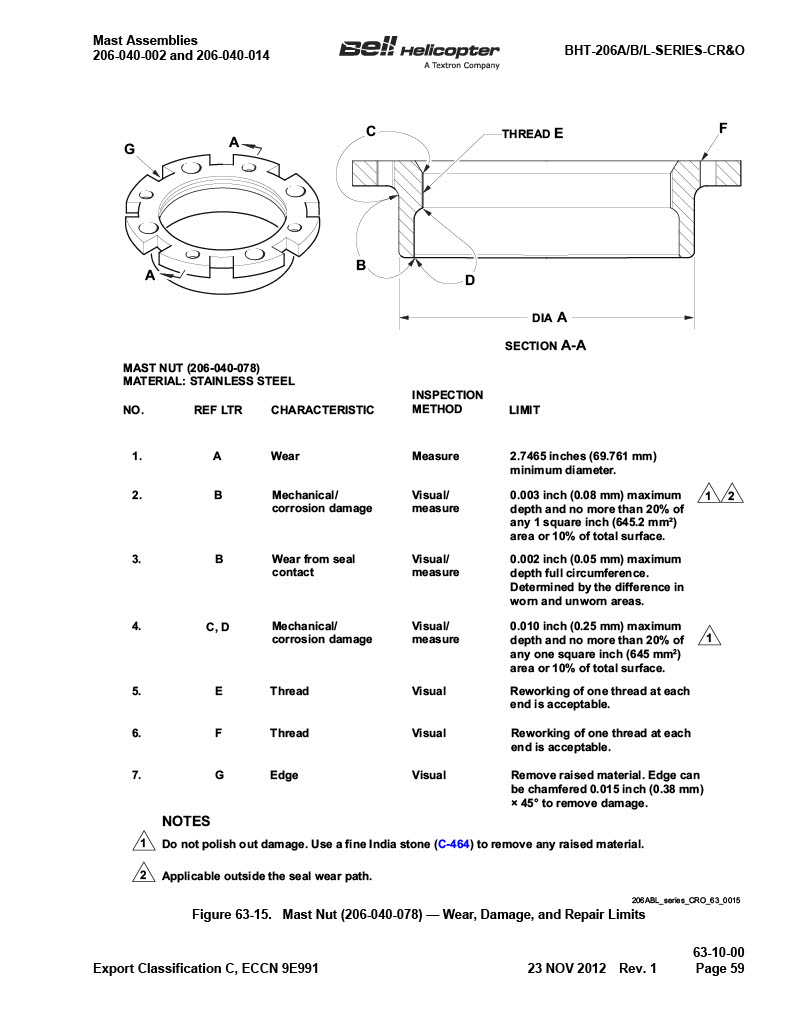 Mast Assemblies
206-040-002 and 206-040-014
Bell Helicopter
A Textron Company
BHT-206A/B/L-SERIES-CR&O
G
A
C
THREAD E
F
A
B
D
DIA A
SECTION A-A
MAST NUT (206-040-078)
MATERIAL: STAINLESS STEEL
NO. REF LTR CHARACTERISTIC INSPECTION METHOD LIMIT
1. A Wear Measure 2.7465 inches (69.761 mm)
minimum diameter.
2. B Mechanical/ Visual/ 0.003 inch (0.08 mm) maximum 1 2
corrosion damage measure depth and no more than 20% of
any 1 square inch (645.2 mm²)
area or 10% of total surface.
3. B Wear from seal Visual/ 0.002 inch (0.05 mm) maximum
contact measure depth full circumference.
Determined by the difference in
worn and unworn areas.
4. C, D Mechanical/ Visual/ 0.010 inch (0.25 mm) maximum
corrosion damage measure depth and no more than 20% of 1
any one square inch (645 mm²)
area or 10% of total surface.
5. E Thread Visual Reworking of one thread at each
end is acceptable.
6. F Thread Visual Reworking of one thread at each
end is acceptable.
7. G Edge Visual Remove raised material. Edge can
be chamfered 0.015 inch (0.38 mm)
× 45° to remove damage.
NOTES
1 Do not polish out damage. Use a fine India stone (C-464) to remove any raised material.
2 Applicable outside the seal wear path.
206ABL_series_CRO_63_0015
Figure 63-15. Mast Nut (206-040-078) — Wear, Damage, and Repair Limits
63-10-00
Export Classification C, ECCN 9E991 23 NOV 2012 Rev. 1 Page 59